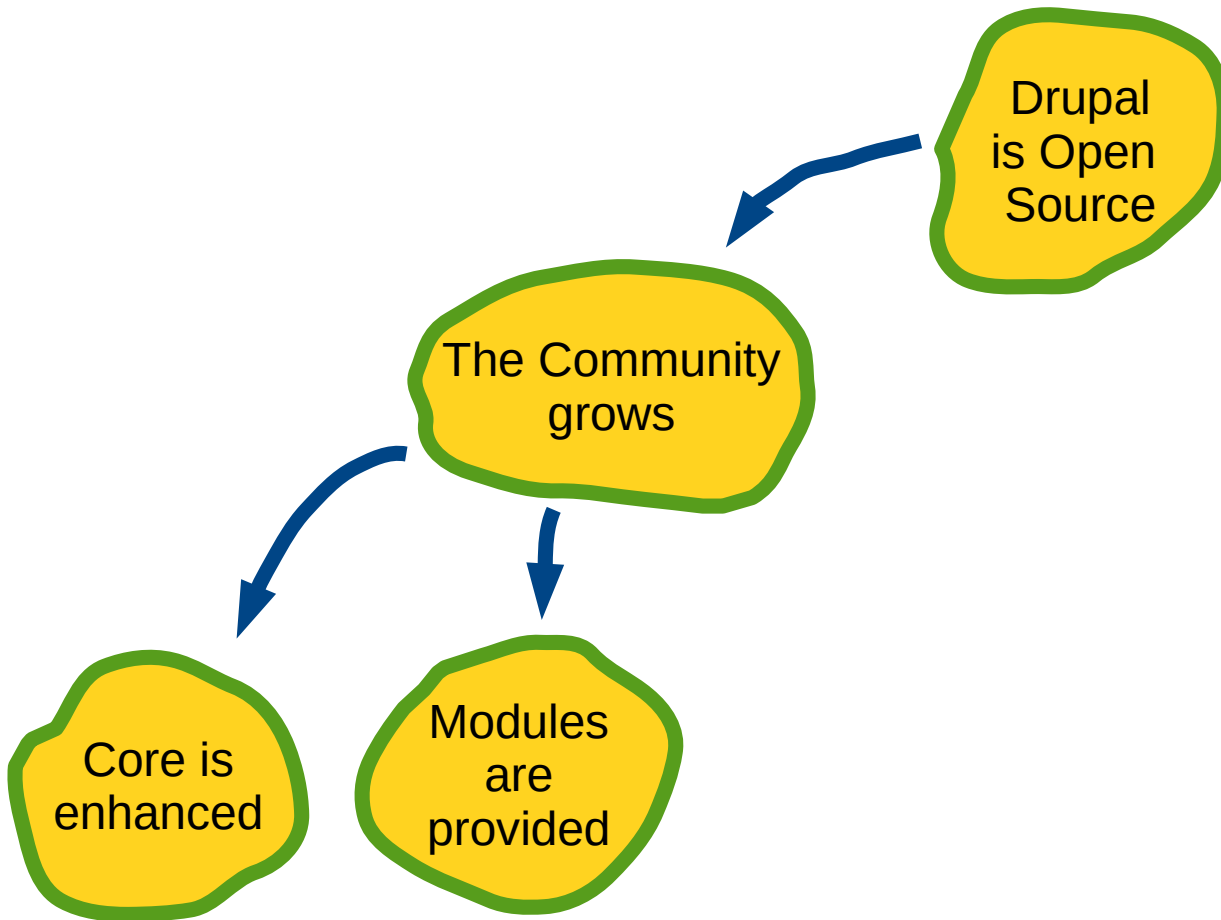 Drupal
is Open
Source
The Community
grows
Core is
enhanced
Modules
are
provided